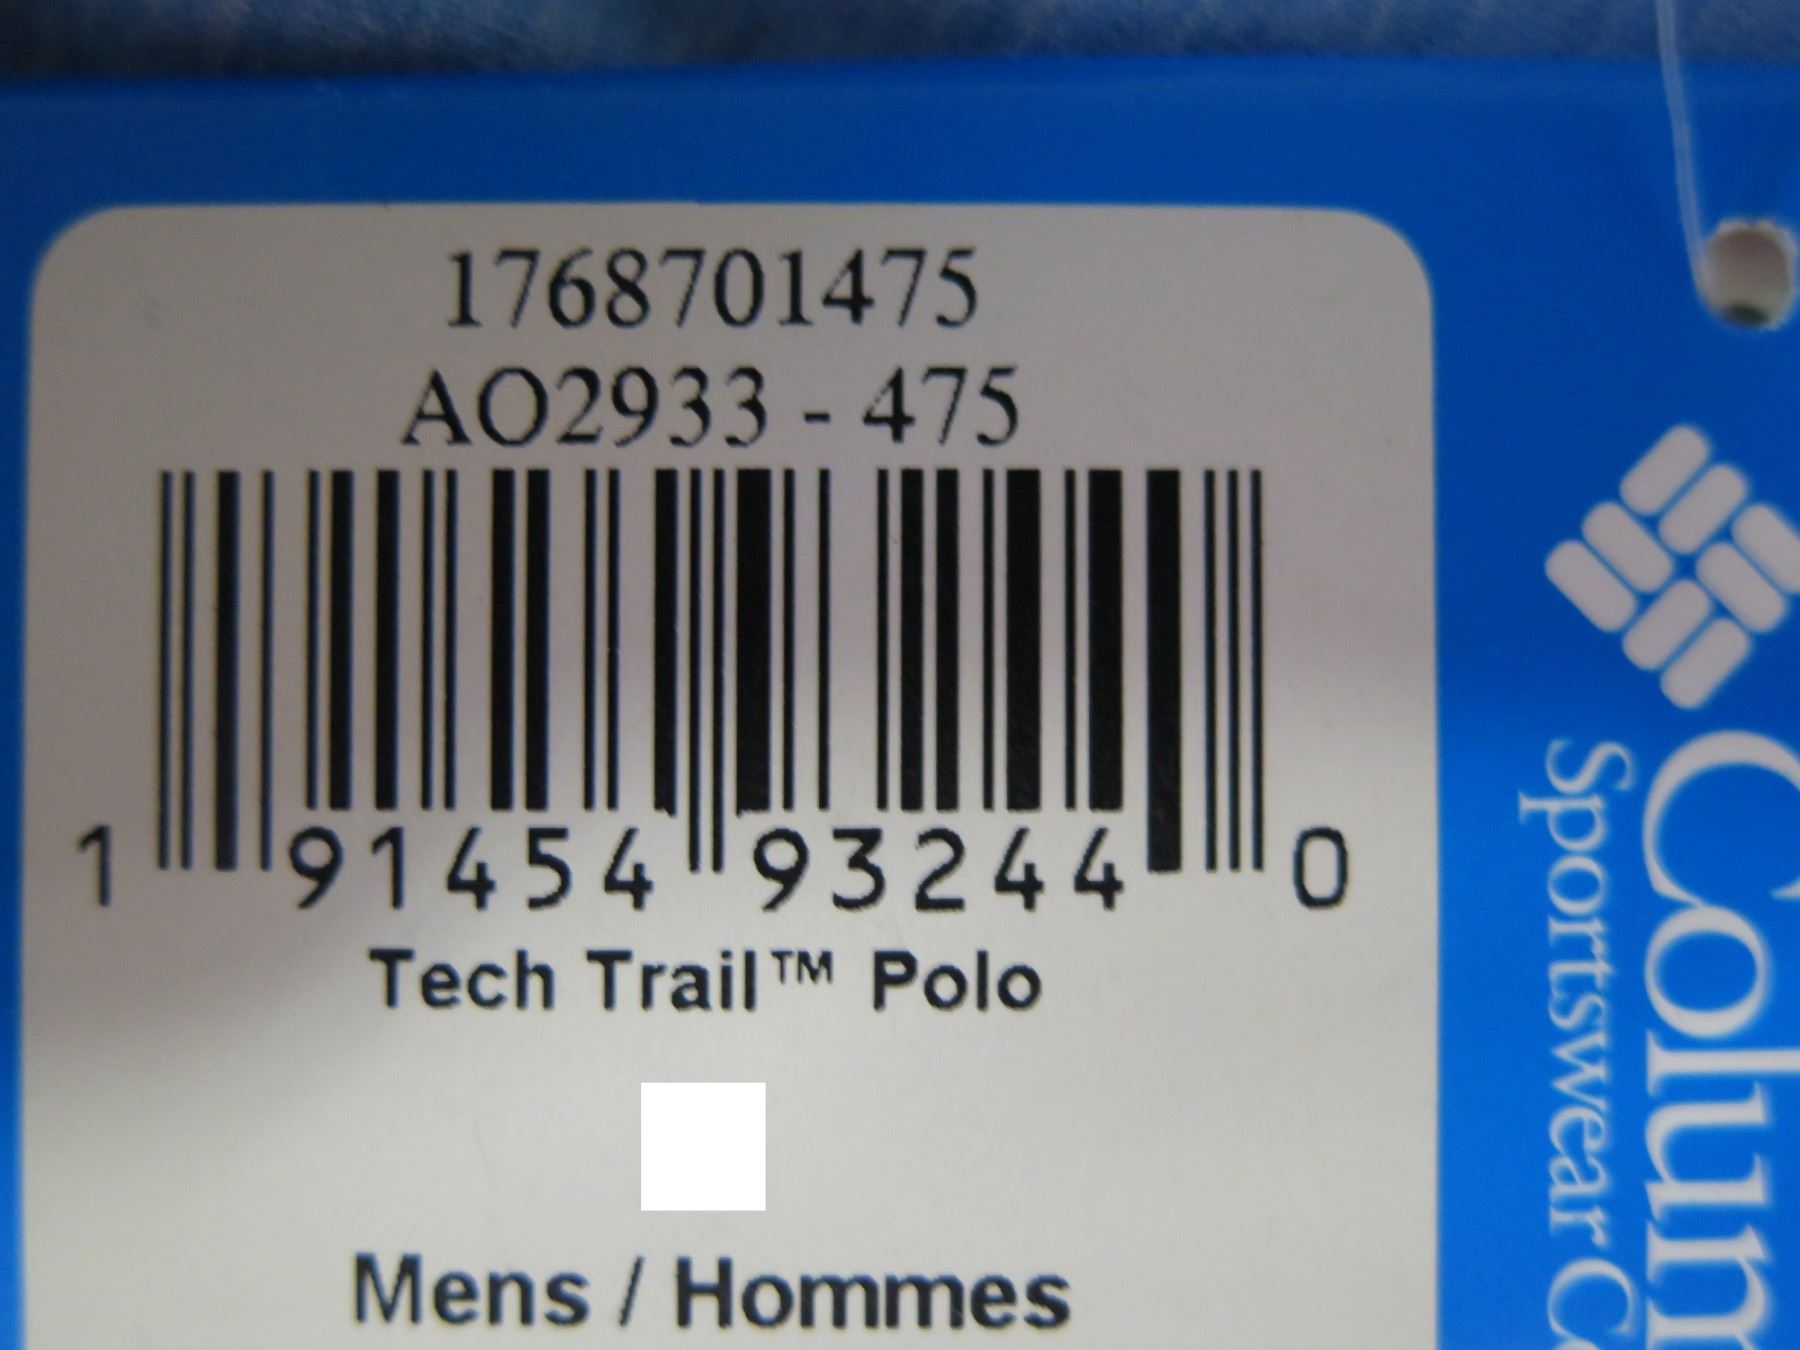 1768701475
AO2933 - 475
1 91454 93244 0
Tech Trail™ Polo
Mens / Hommes
Colum
Sportswear C